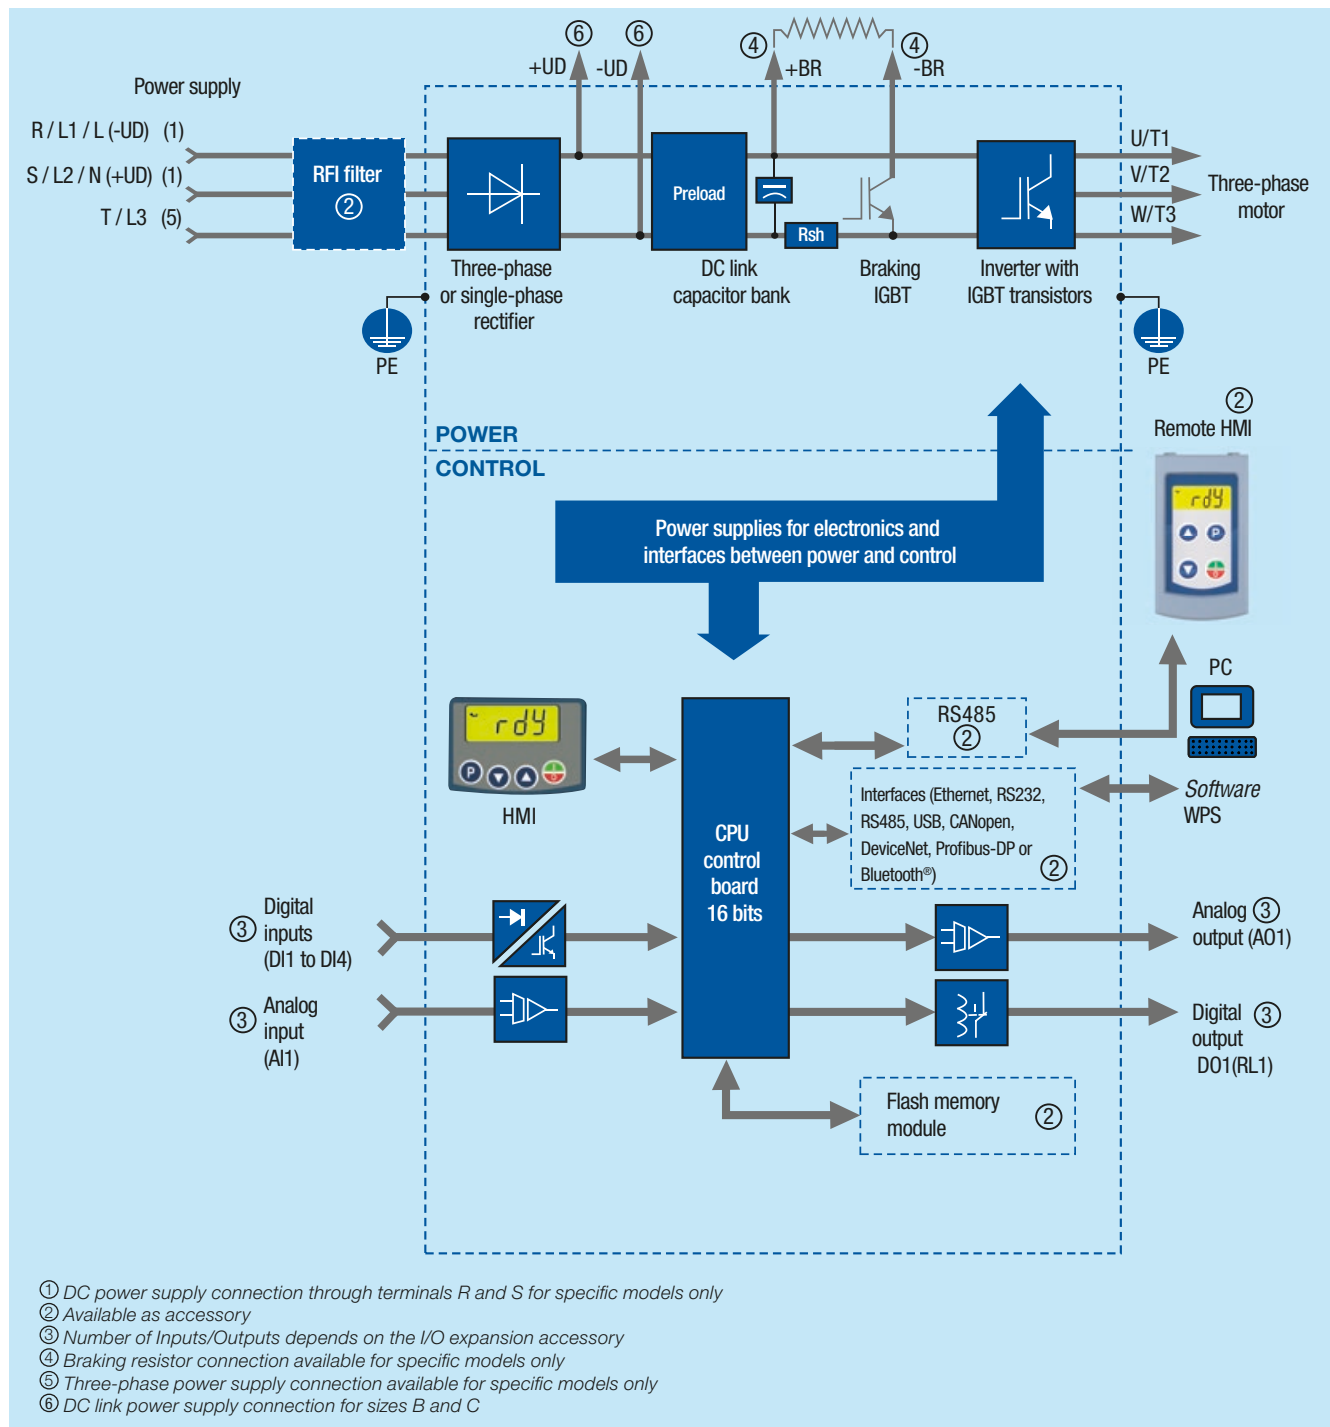 ⑥ ⑥ ④ ④
+UD -UD +BR -BR
Power supply
R / L1 / L (-UD) (1)
S / L2 / N (+UD) (1)
T / L3 (5)
RFI filter
②
Preload
Rsh
U/T1
V/T2
W/T3
Three-phase
motor
Three-phase
or single-phase
rectifier
DC link
capacitor bank
Braking
IGBT
Inverter with
IGBT transistors
PE
PE
POWER
CONTROL
②
Remote HMI
rdy
P
Power supplies for electronics and
interfaces between power and control
rdy
P
HMI
CPU
control
board
16 bits
RS485
②
PC
Interfaces (Ethernet, RS232,
RS485, USB, CANopen,
DeviceNet, Profibus-DP or
Bluetooth®)
②
Software
WPS
③ Digital
inputs
(DI1 to DI4)
③ Analog
input
(AI1)
Analog ③
output (AO1)
Digital ③
output
DO1(RL1)
Flash memory
module
②
① DC power supply connection through terminals R and S for specific models only
② Available as accessory
③ Number of Inputs/Outputs depends on the I/O expansion accessory
④ Braking resistor connection available for specific models only
⑤ Three-phase power supply connection available for specific models only
⑥ DC link power supply connection for sizes B and C